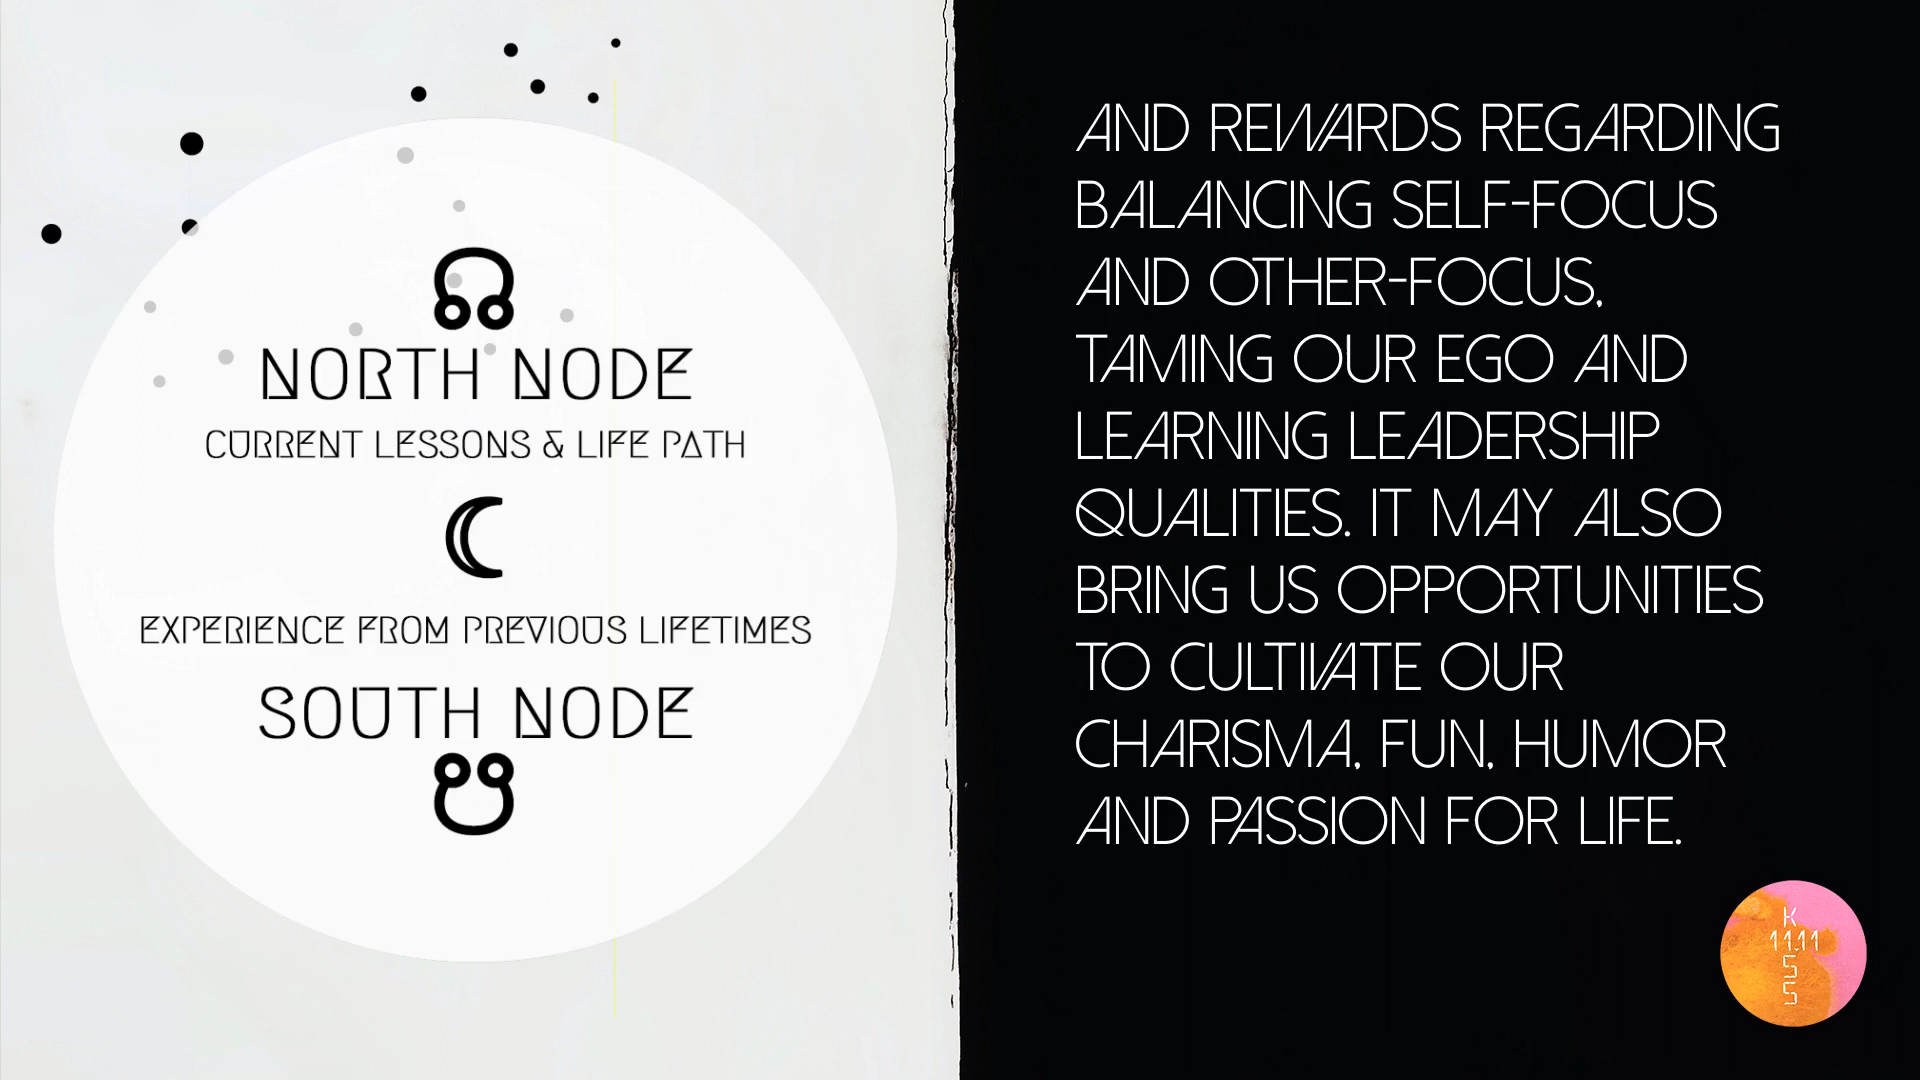 NORTH NODE
CURRENT LESSONS & LIFE PATH
EXPERIENCE FROM PREVIOUS LIFETIMES
SOUTH NODE
AND REWARDS REGARDING
BALANCING SELF-FOCUS
AND OTHER-FOCUS,
TAMING OUR EGO AND
LEARNING LEADERSHIP
QUALITIES. IT MAY ALSO
BRING US OPPORTUNITIES
TO CULTIVATE OUR
CHARISMA, FUN, HUMOR
AND PASSION FOR LIFE.
K
11.11
S
S